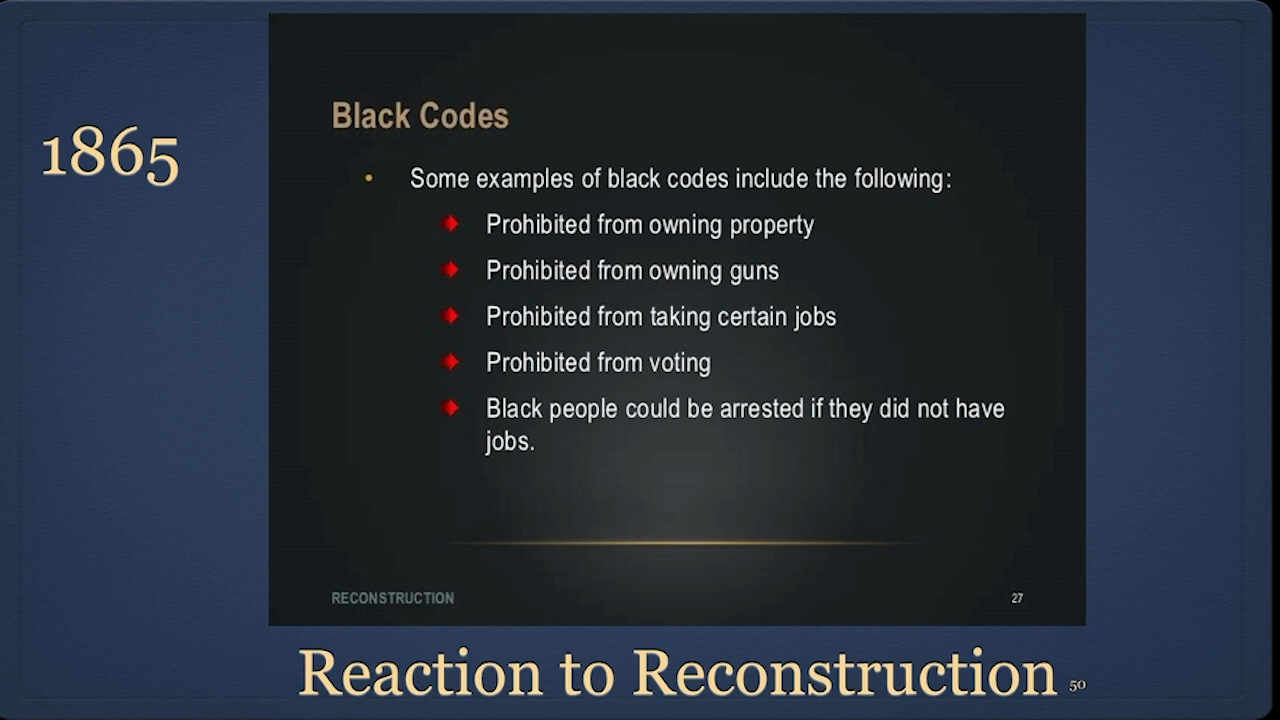 1865
Black Codes
• Some examples of black codes include the following:
Prohibited from owning property
Prohibited from owning guns
Prohibited from taking certain jobs
Prohibited from voting
Black people could be arrested if they did not have
jobs.
RECONSTRUCTION 27
Reaction to Reconstruction 50